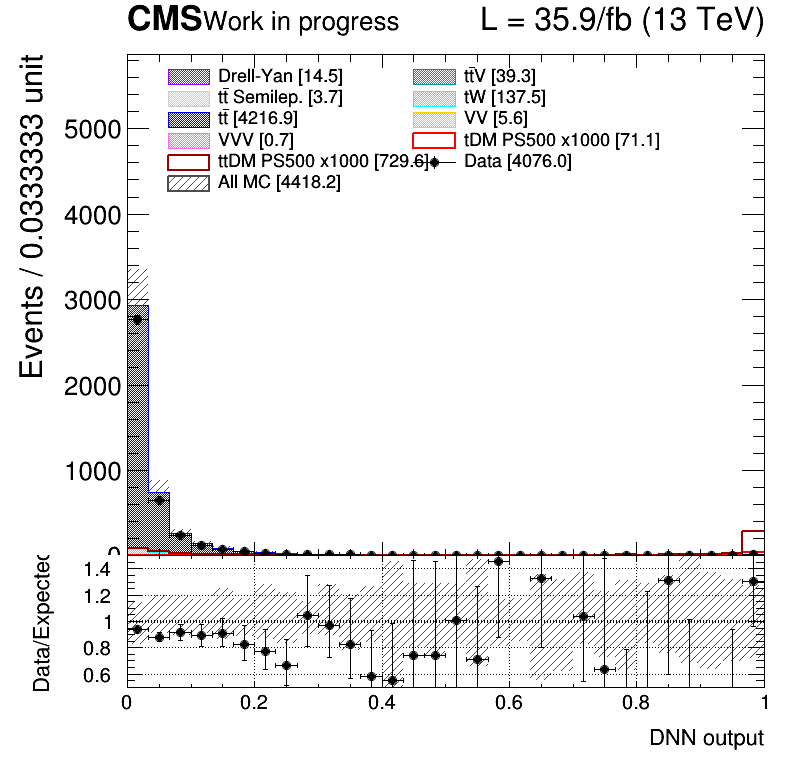 CMS Work in progress L = 35.9/fb (13 TeV)
Events / 0.0333333 unit
Drell-Yan [14.5] tt̄V [39.3]
tt̄ Semilep. [3.7] tW [137.5]
tt̄ [4216.9] VV [5.6]
VVV [0.7] tDM PS500 x1000 [71.1]
ttDM PS500 x1000 [729.6] Data [4076.0]
All MC [4418.2]
5000
4000
3000
2000
1000
0
Data/Expected
1.4
1.2
1
0.8
0.6
0 0.2 0.4 0.6 0.8 1
DNN output